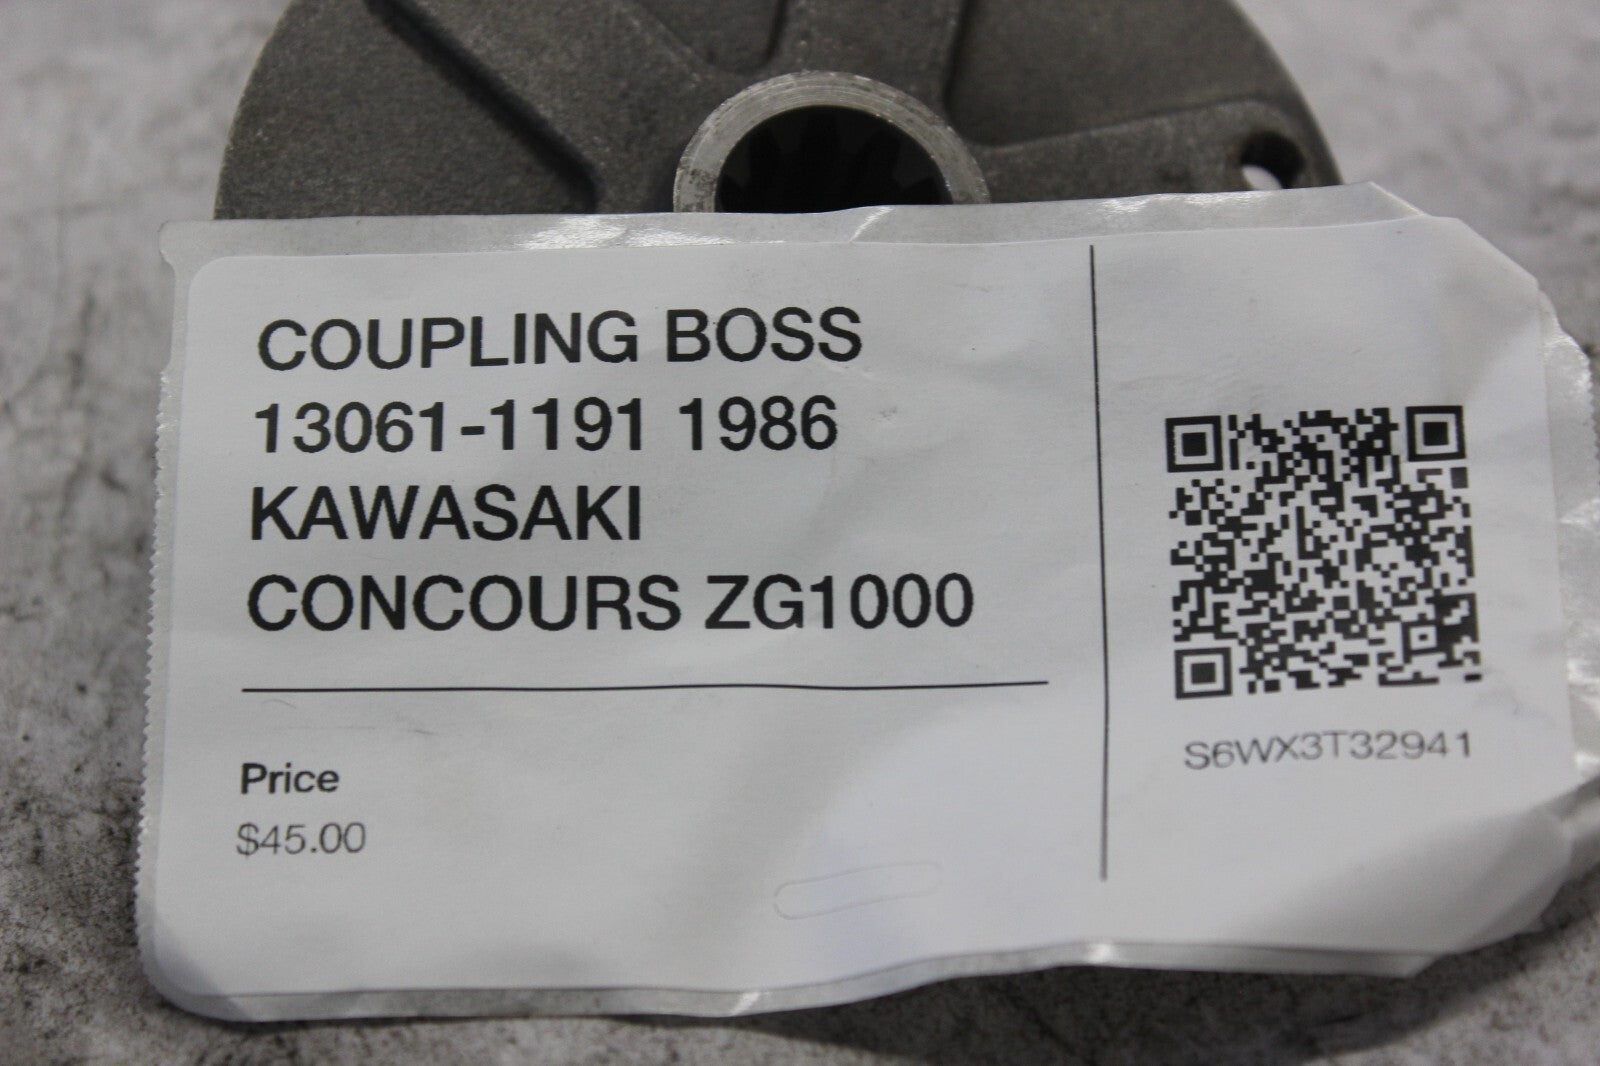 COUPLING BOSS
13061-1191 1986
KAWASAKI
CONCOURS ZG1000
Price
$45.00
S6WX3T32941